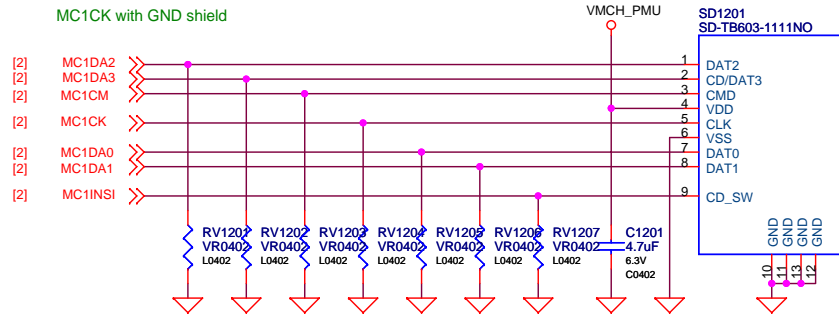 MC1CK with GND shield
VMCH_PMU
SD1201
SD-TB603-1111NO
[2] MC1DA2 1 DAT2
[2] MC1DA3 2 CD/DAT3
[2] MC1CM 3 CMD
4 VDD
[2] MC1CK 5 CLK
6 VSS
[2] MC1DA0 7 DAT0
[2] MC1DA1 8 DAT1
[2] MC1INSI 9 CD_SW
RV1201 RV1202 RV1203 RV1204 RV1205 RV1206 RV1207 C1201
VR0402 VR0402 VR0402 VR0402 VR0402 VR0402 VR0402 4.7uF
L0402 L0402 L0402 L0402 L0402 L0402 L0402 6.3V
C0402
GND GND GND GND
10 11 13 12